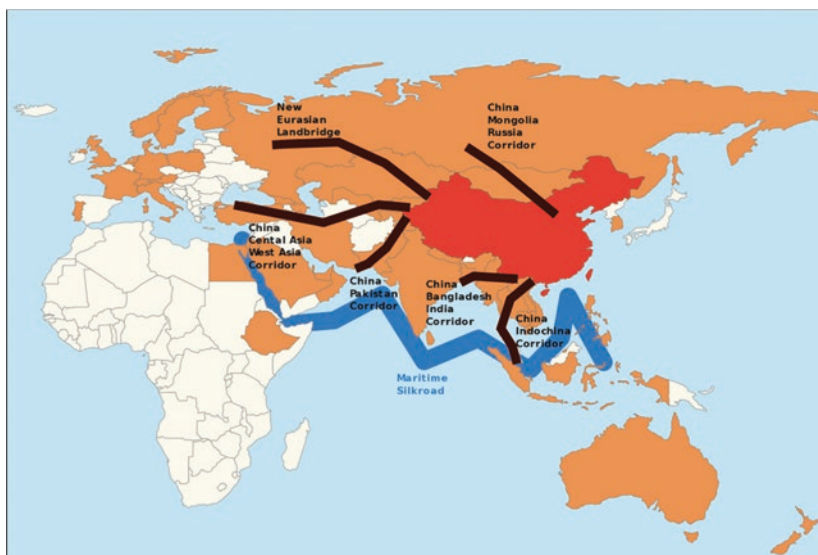 New
Eurasian
Landbridge
China
Mongolia
Russia
Corridor
China
Cental Asia
West Asia
Corridor
China
Pakistan
Corridor
China
Bangladesh
India
Corridor
China
Indochina
Corridor
Maritime
Silkroad